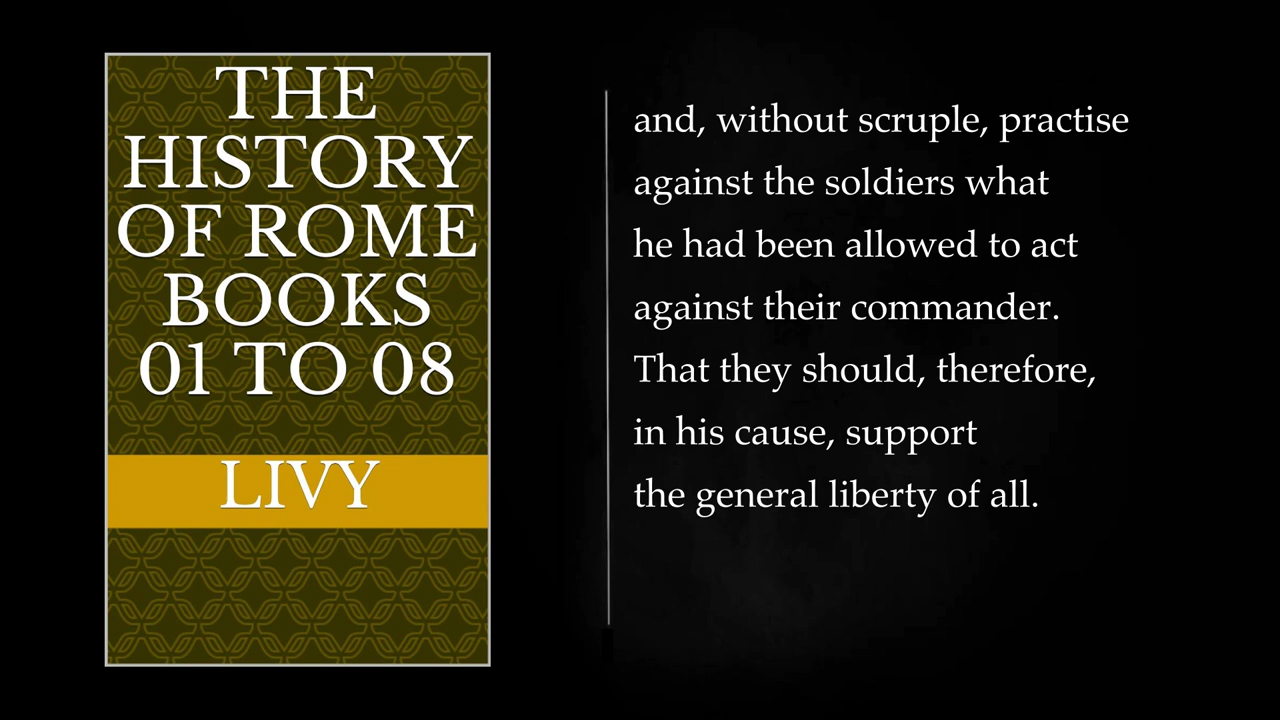 THE
HISTORY
OF ROME
BOOKS
01 TO 08
LIVY
and, without scruple, practise
against the soldiers what
he had been allowed to act
against their commander.
That they should, therefore,
in his cause, support
the general liberty of all.